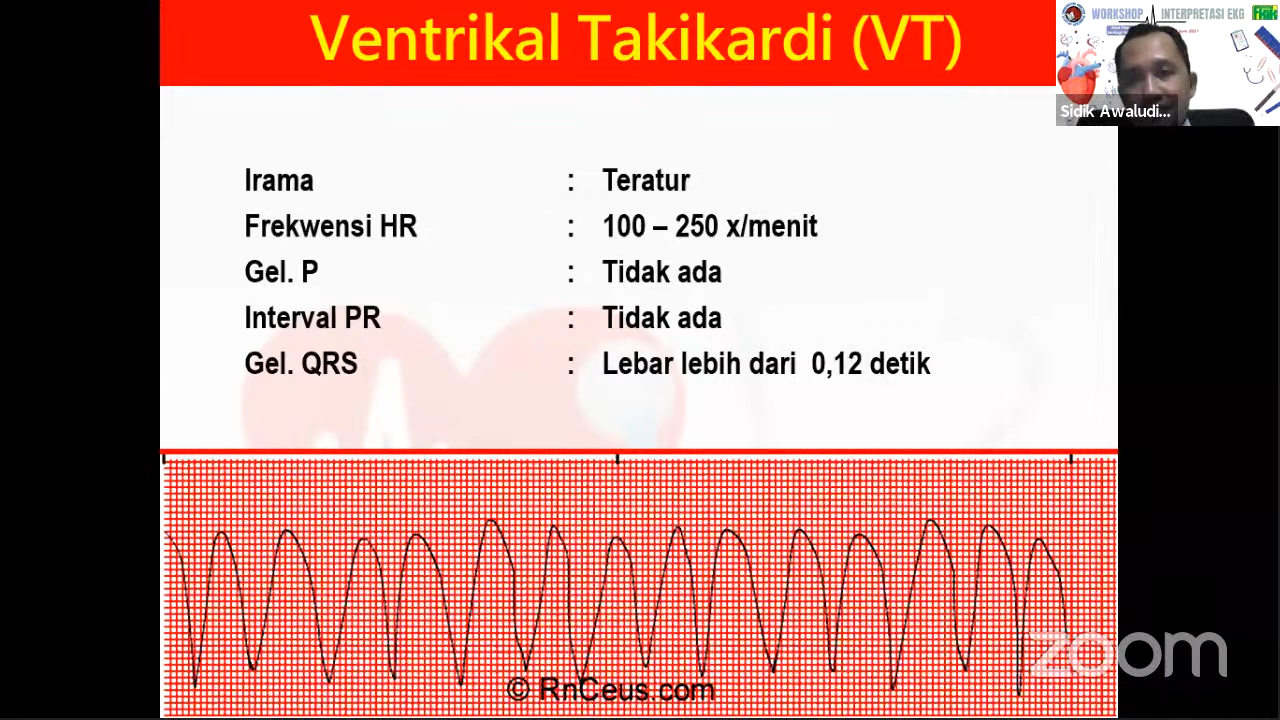 Ventrikal Takikardi (VT)
WORKSHOP INTERPRETASI EKG
Sidik Awaludi...
Irama : Teratur
Frekwensi HR : 100 – 250 x/menit
Gel. P : Tidak ada
Interval PR : Tidak ada
Gel. QRS : Lebar lebih dari 0,12 detik
© RnCeus.com
zoom